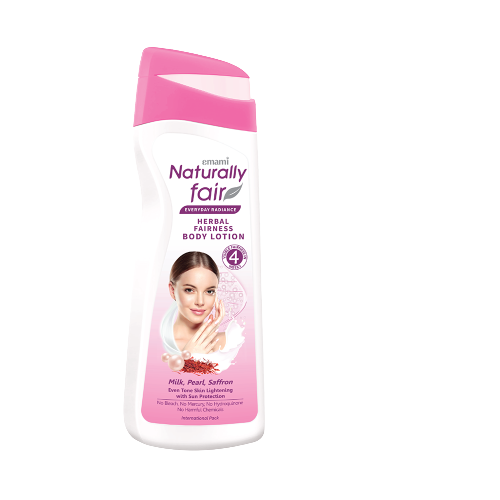 emami
Naturally
fair
EVERYDAY RADIANCE
HERBAL
FAIRNESS
BODY LOTION
4
Milk, Pearl, Saffron
Even Tone Skin Lightening
with Sun Protection
No Bleach, No Mercury, No Hydroquinone
No Harmful Chemicals
International Pack